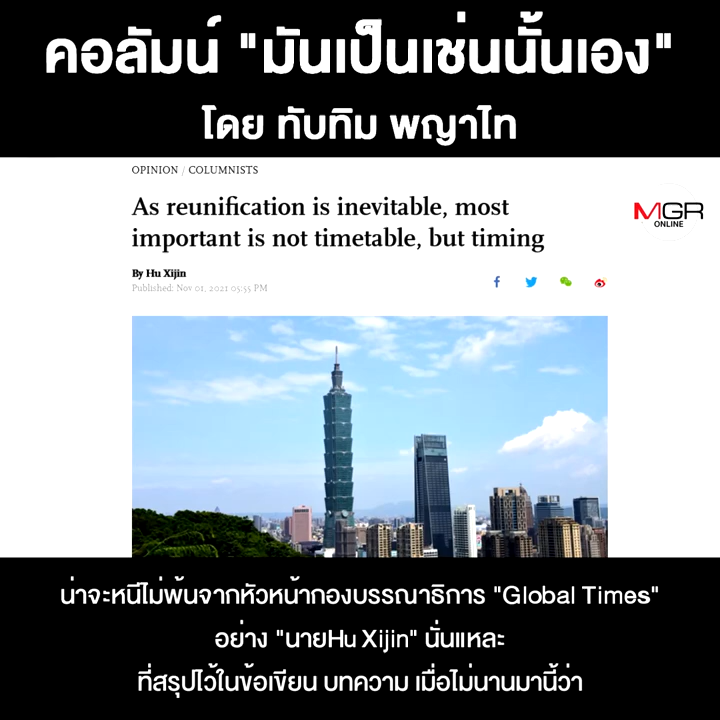 คอลัมน์ "มันเป็นเช่นนั้นเอง"
โดย ทับทิม พญาไท
OPINION / COLUMNISTS
As reunification is inevitable, most
important is not timetable, but timing
By Hu Xijin
Published: Nov 01, 2021 05:55 PM
MGR
ONLINE
น่าจะหนีไม่พ้นจากหัวหน้ากองบรรณาธิการ "Global Times"
อย่าง "นายHu Xijin" นั่นแหละ
ที่สรุปไว้ในข้อเขียน บทความ เมื่อไม่นานมานี้ว่า